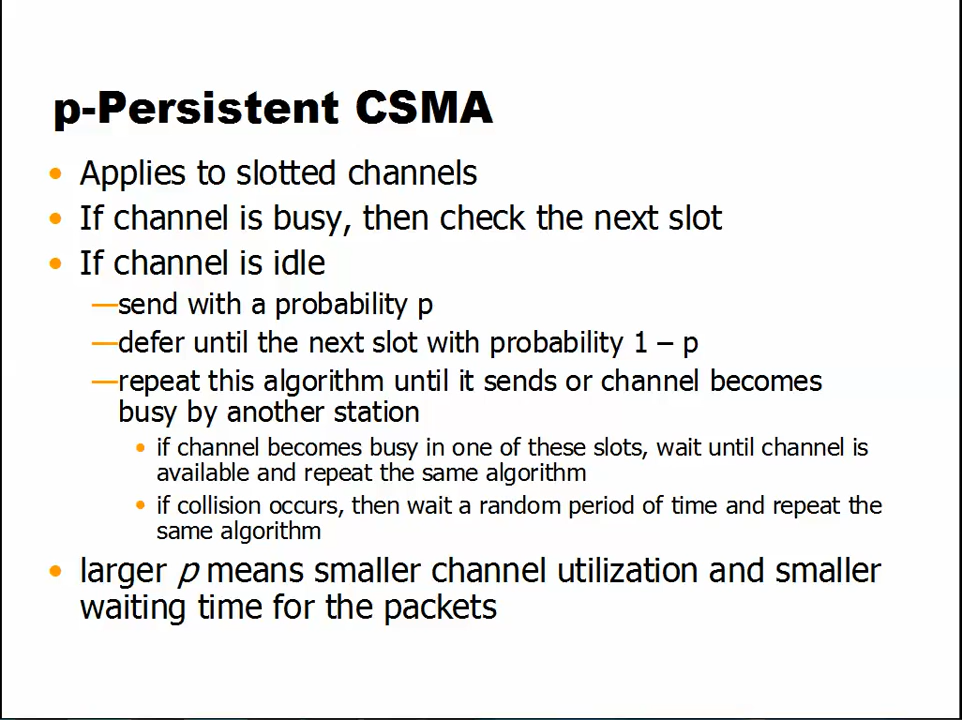 p-Persistent CSMA
• Applies to slotted channels
• If channel is busy, then check the next slot
• If channel is idle
—send with a probability p
—defer until the next slot with probability 1 – p
—repeat this algorithm until it sends or channel becomes
busy by another station
• if channel becomes busy in one of these slots, wait until channel is
available and repeat the same algorithm
• if collision occurs, then wait a random period of time and repeat the
same algorithm
• larger p means smaller channel utilization and smaller
waiting time for the packets